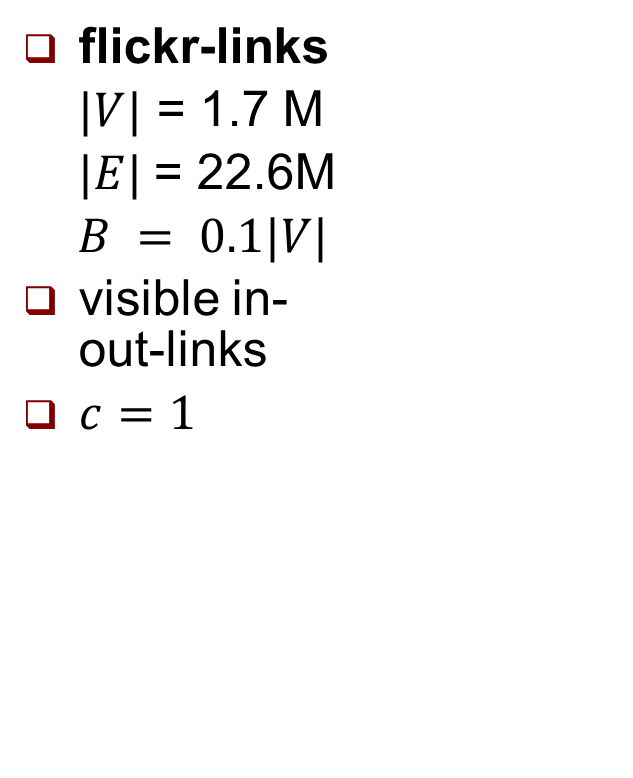 flickr-links
|V| = 1.7 M
|E| = 22.6M
B = 0.1|V|
visible in-
out-links
c = 1